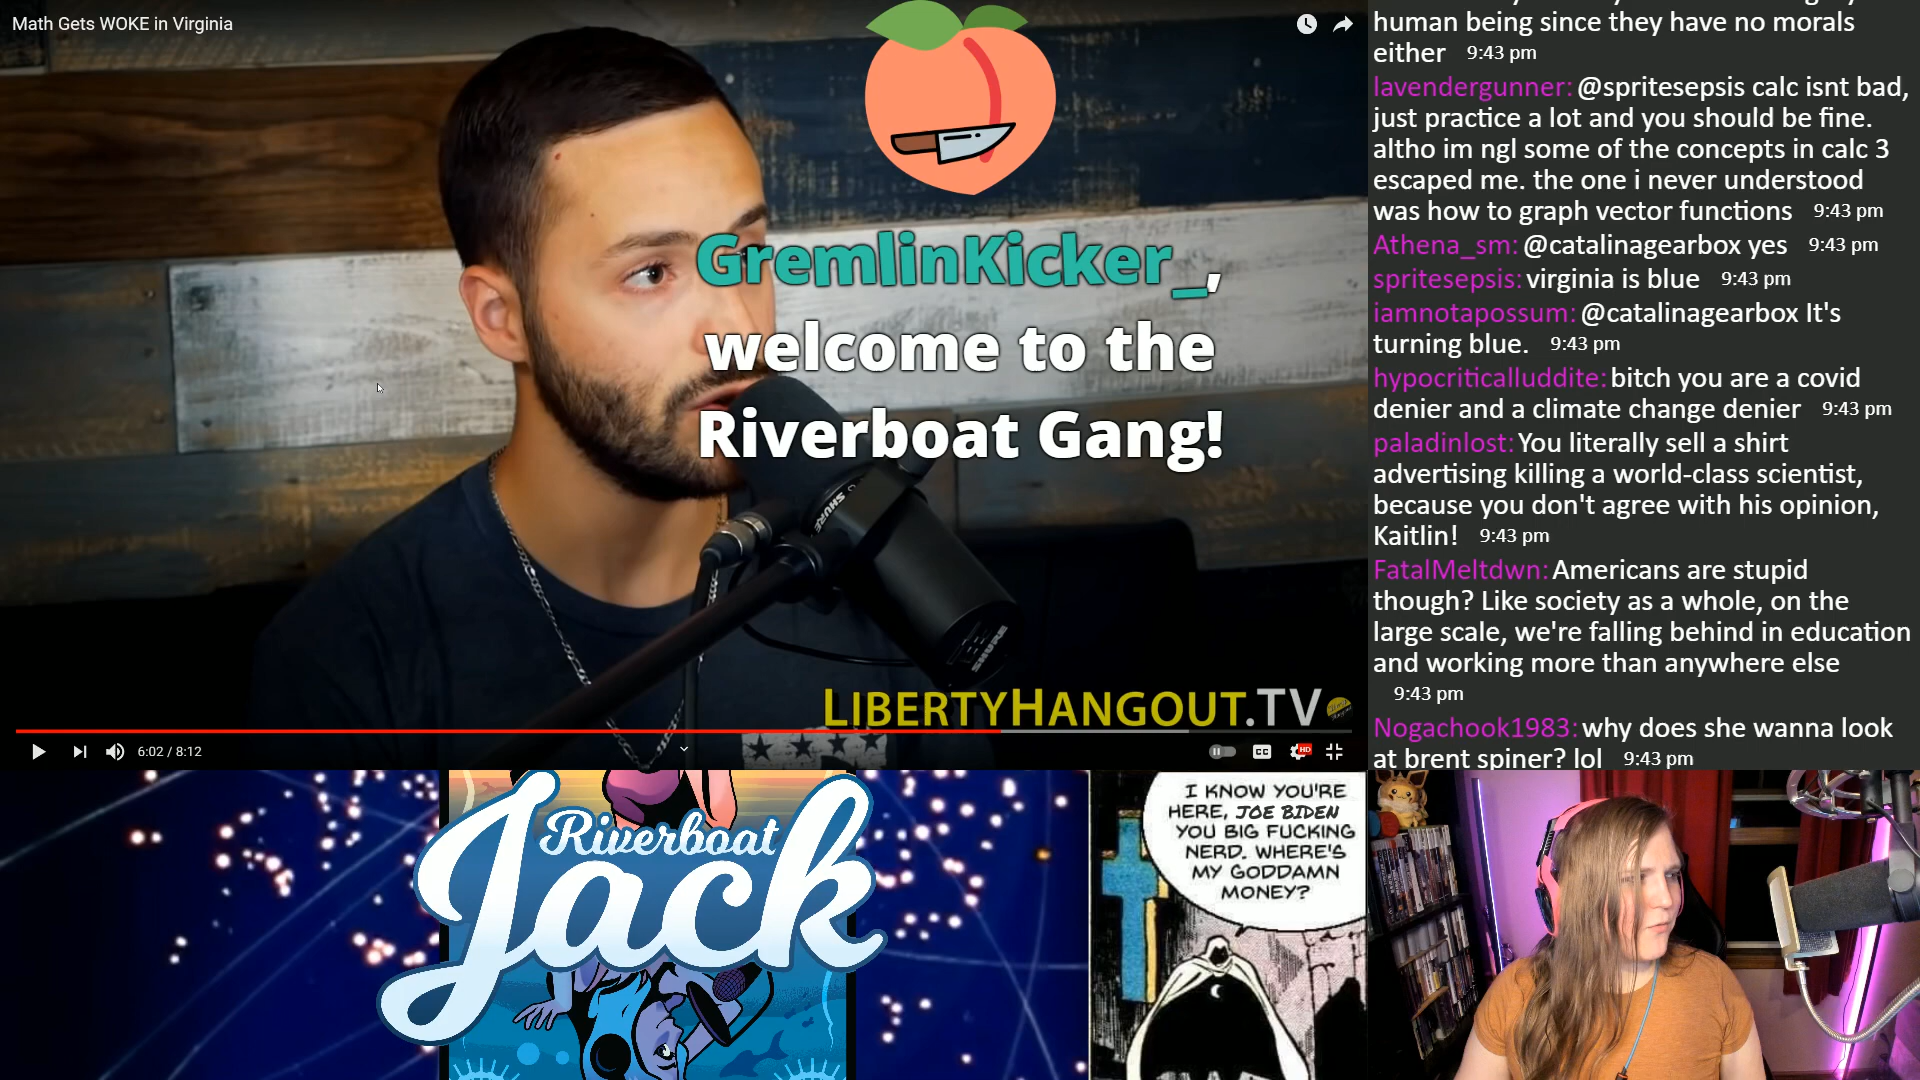 Math Gets WOKE in Virginia
GremlinKicker_,
welcome to the
Riverboat Gang!
SHURE
SHURE
LIBERTYHANGOUT.TV
6:02 / 8:12
CC
HD
human being since they have no morals
either 9:43 pm
lavendergunner: @spritesepsis calc isnt bad,
just practice a lot and you should be fine.
altho im ngl some of the concepts in calc 3
escaped me. the one i never understood
was how to graph vector functions 9:43 pm
Athena_sm: @catalinagearbox yes 9:43 pm
spritesepsis: virginia is blue 9:43 pm
iamnotapossum: @catalinagearbox It's
turning blue. 9:43 pm
hypocriticalluddite: bitch you are a covid
denier and a climate change denier 9:43 pm
paladinlost: You literally sell a shirt
advertising killing a world-class scientist,
because you don't agree with his opinion,
Kaitlin! 9:43 pm
FatalMeltdwn: Americans are stupid
though? Like society as a whole, on the
large scale, we're falling behind in education
and working more than anywhere else
9:43 pm
Nogachook1983: why does she wanna look
at brent spiner? lol 9:43 pm
Riverboat
Jack
I KNOW YOU'RE
HERE, JOE BIDEN
YOU BIG FUCKING
NERD. WHERE'S
MY GODDAMN
MONEY?